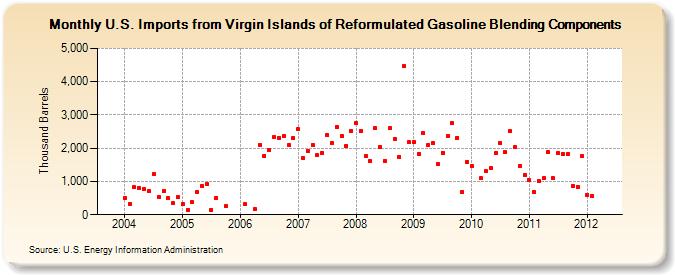 Monthly U.S. Imports from Virgin Islands of Reformulated Gasoline Blending Components
Thousand Barrels
5,000
4,000
3,000
2,000
1,000
0
2004 2005 2006 2007 2008 2009 2010 2011 2012
Source: U.S. Energy Information Administration